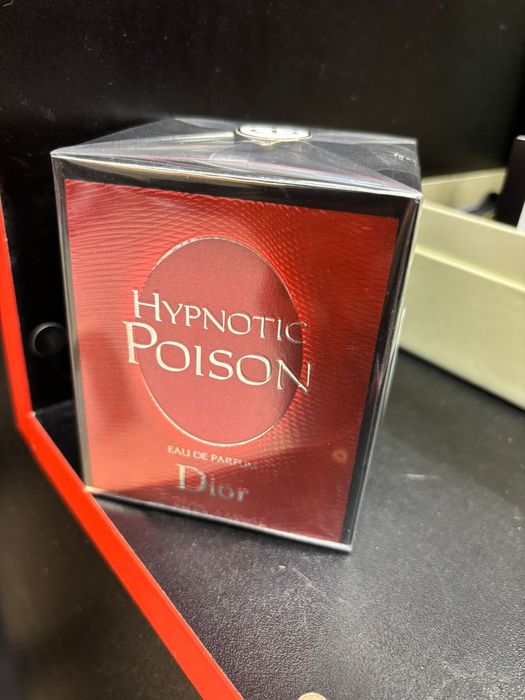 HYPNOTIC
POISON
EAU DE PARFUM
Dior